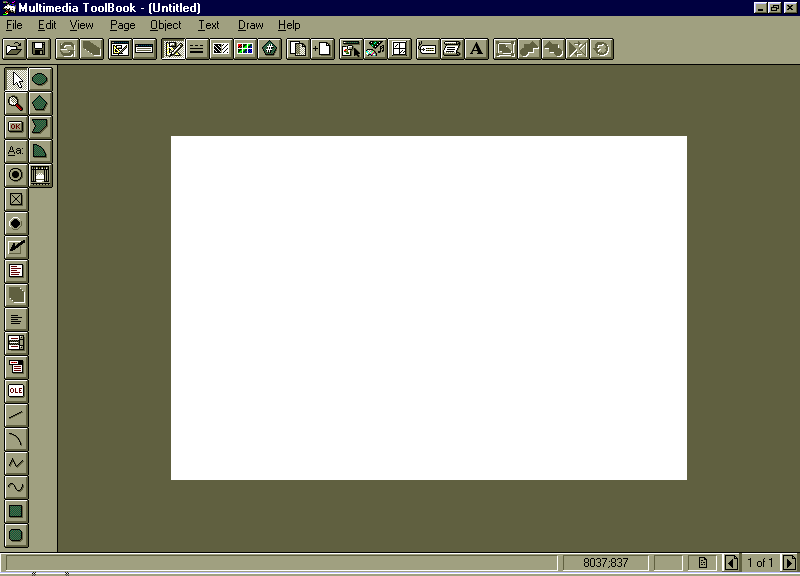 Multimedia ToolBook - (Untitled)
File Edit View Page Object Text Draw Help
A
OK
Aa:
OLE
8037;837 1 of 1